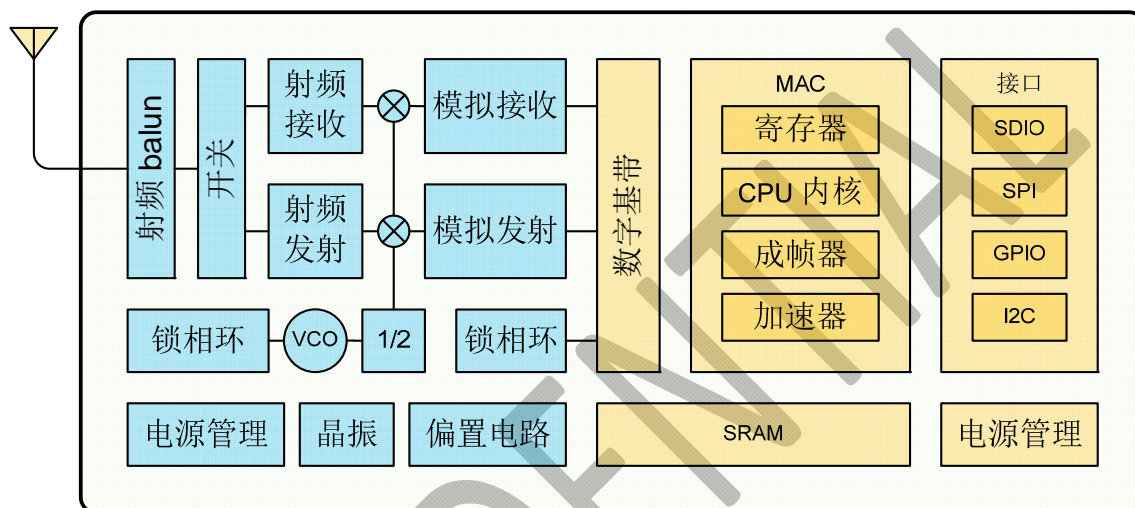 射频 balun
开关
射频
接收
模拟接收
射频
发射
模拟发射
锁相环
VCO
1/2
锁相环
数字基带
MAC
寄存器
CPU 内核
成帧器
加速器
接口
SDIO
SPI
GPIO
I2C
电源管理
晶振
偏置电路
SRAM
电源管理
ENTIAL